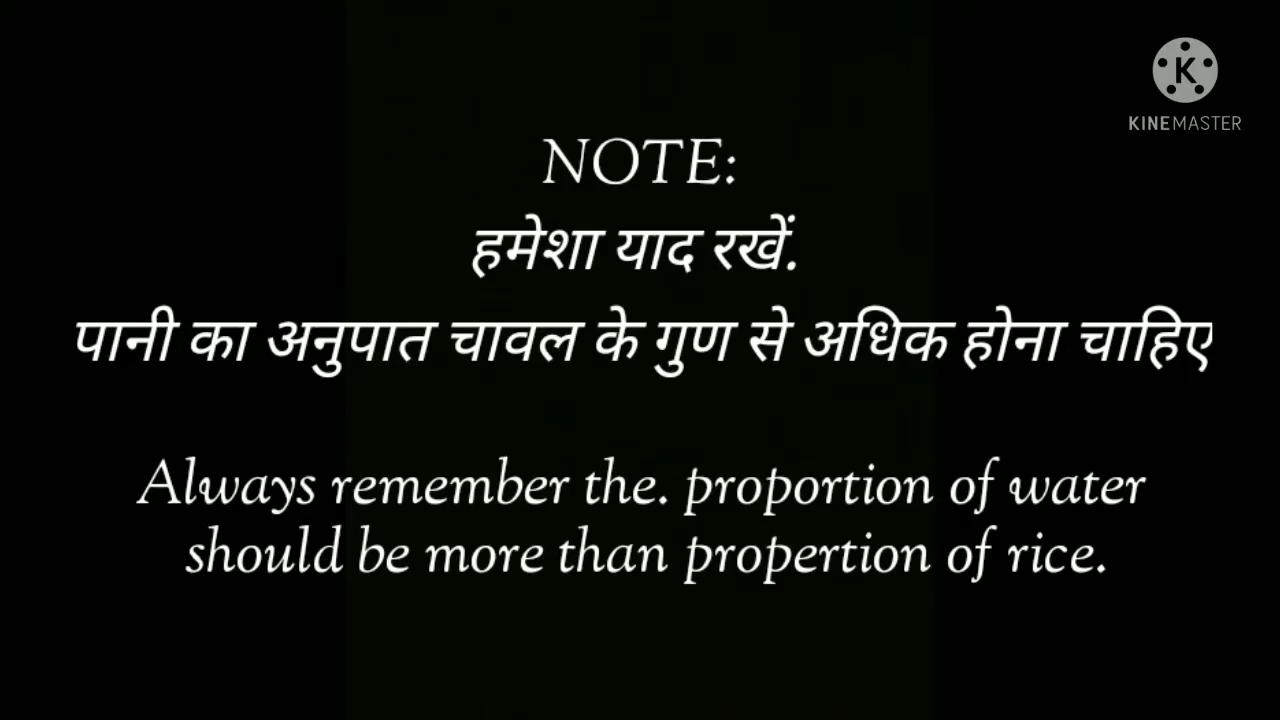 KINEMASTER
NOTE:
हमेशा याद रखें.
पानी का अनुपात चावल के गुण से अधिक होना चाहिए
Always remember the. proportion of water
should be more than propertion of rice.